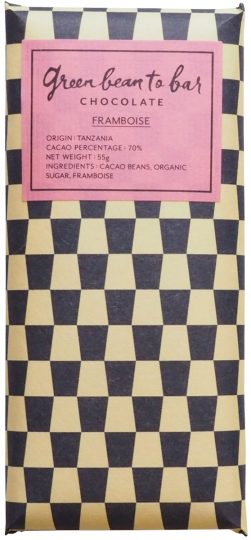 green bean to bar
CHOCOLATE
FRAMBOISE
ORIGIN : TANZANIA
CACAO PERCENTAGE : 70%
NET WEIGHT : 55g
INGREDIENTS : CACAO BEANS, ORGANIC
SUGAR, FRAMBOISE